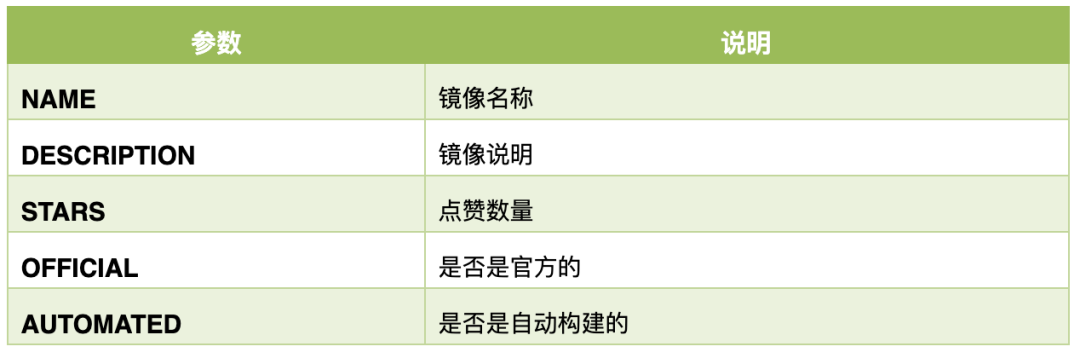 参数 说明
NAME 镜像名称
DESCRIPTION 镜像说明
STARS 点赞数量
OFFICIAL 是否是官方的
AUTOMATED 是否是自动构建的